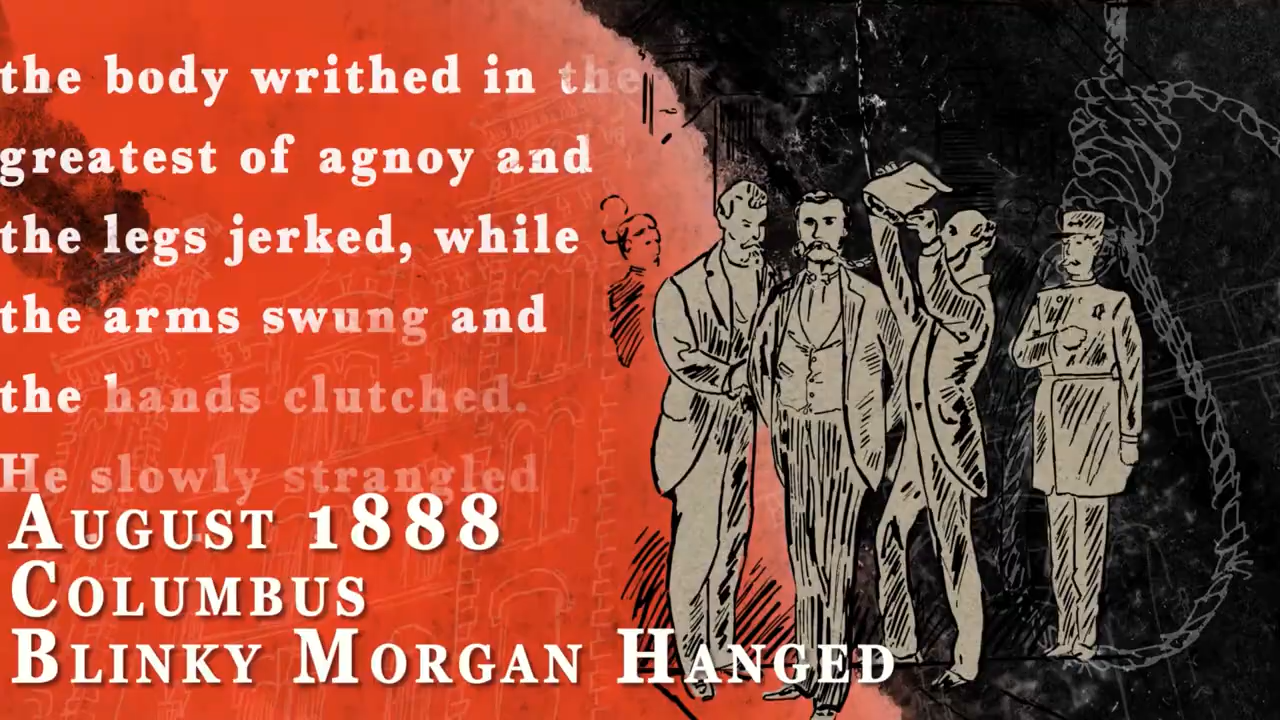 the body writhed in the
greatest of agnoy and
the legs jerked, while
the arms swung and
the hands clutched.
He slowly strangled
August 1888
Columbus
Blinky Morgan Hanged